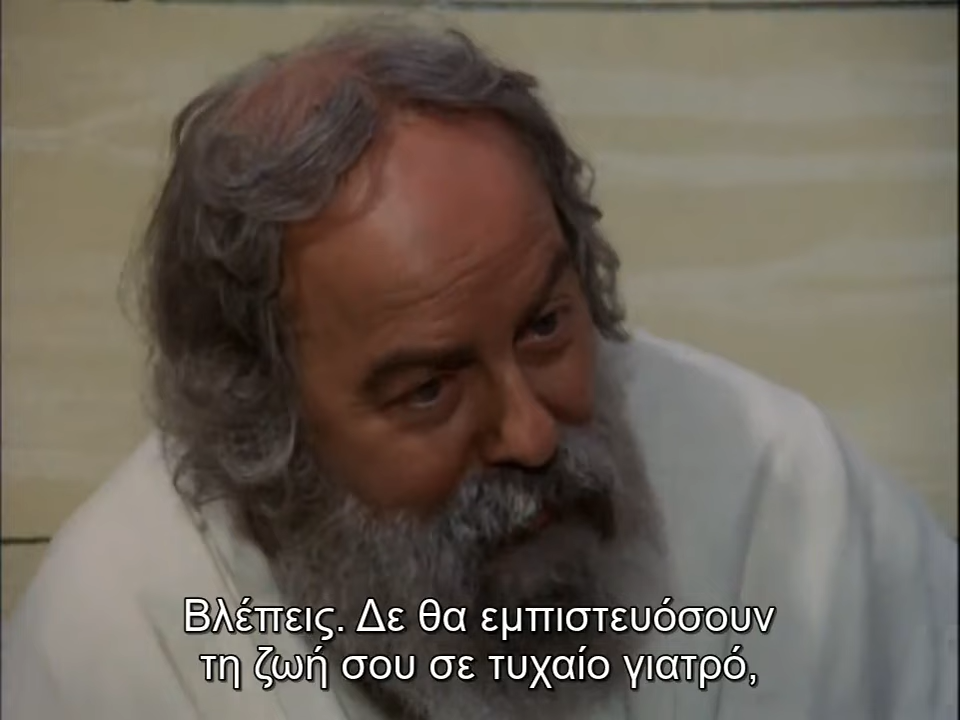 Βλέπεις. Δε θα εμπιστευόσουν
τη ζωή σου σε τυχαίο γιατρό,